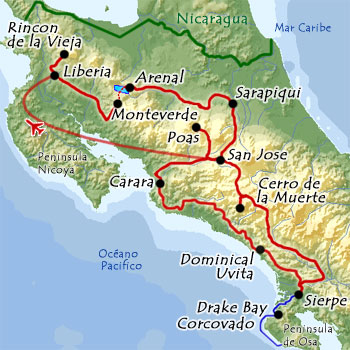 Nicaragua
Mar Caribe
Rincon
de la Vieja
Liberia
Arenal
Sarapiqui
Monteverde
Poas
Peninsula
Nicoya
San Jose
Carara
Cerro de
la Muerte
Océano
Pacifico
Dominical
Uvita
Drake Bay
Corcovado
Sierpe
Peninsula
de Osa